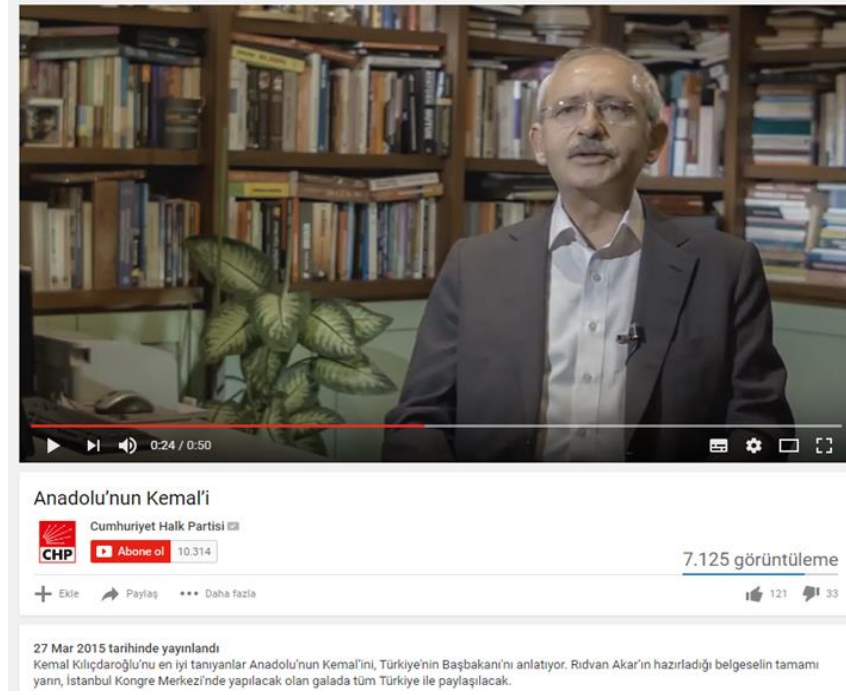 0:24 / 0:50
Anadolu'nun Kemal'i
Cumhuriyet Halk Partisi
CHP
Abone ol 10.314
7.125 görüntüleme
Ekle Paylaş Daha fazla 121 33
27 Mar 2015 tarihinde yayınlandı
Kemal Kılıçdaroğlu'nu en iyi tanıyanlar Anadolu'nun Kemal'ini, Türkiye'nin Başbakanı'nı anlatıyor. Rıdvan Akar'ın hazırladığı belgeselin tamamı
yarın, İstanbul Kongre Merkezi'nde yapılacak olan galada tüm Türkiye ile paylaşılacak.